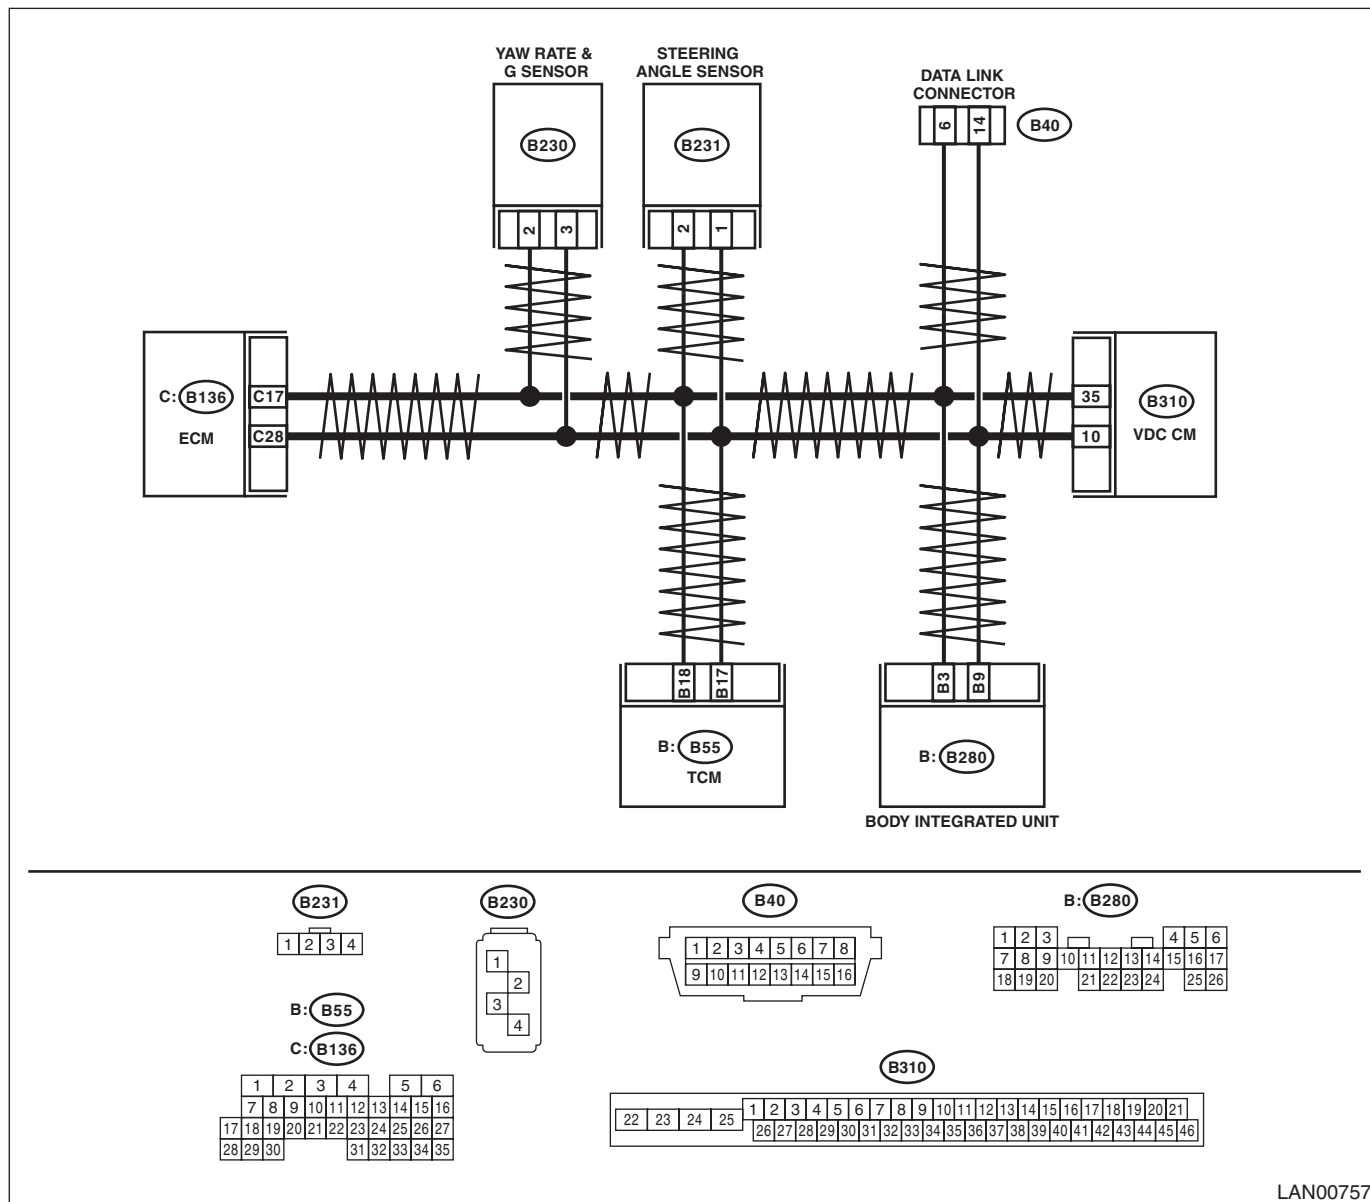 YAW RATE &
G SENSOR
STEERING
ANGLE SENSOR
DATA LINK
CONNECTOR
6 14
B40
B230
B231
2 3
2 1
C: B136
ECM
C17
C28
35
10
B310
VDC CM
B18 B17
B3 B9
B: B55
TCM
B: B280
BODY INTEGRATED UNIT
B231
1 2 3 4
B230
1
2
3
4
B40
1 2 3 4 5 6 7 8
9 10 11 12 13 14 15 16
B: B280
1 2 3 4 5 6
7 8 9 10 11 12 13 14 15 16 17
18 19 20 21 22 23 24 25 26
B: B55
C: B136
1 2 3 4 5 6
7 8 9 10 11 12 13 14 15 16
17 18 19 20 21 22 23 24 25 26 27
28 29 30 31 32 33 34 35
B310
22 23 24 25
1 2 3 4 5 6 7 8 9 10 11 12 13 14 15 16 17 18 19 20 21
26 27 28 29 30 31 32 33 34 35 36 37 38 39 40 41 42 43 44 45 46
LAN00757